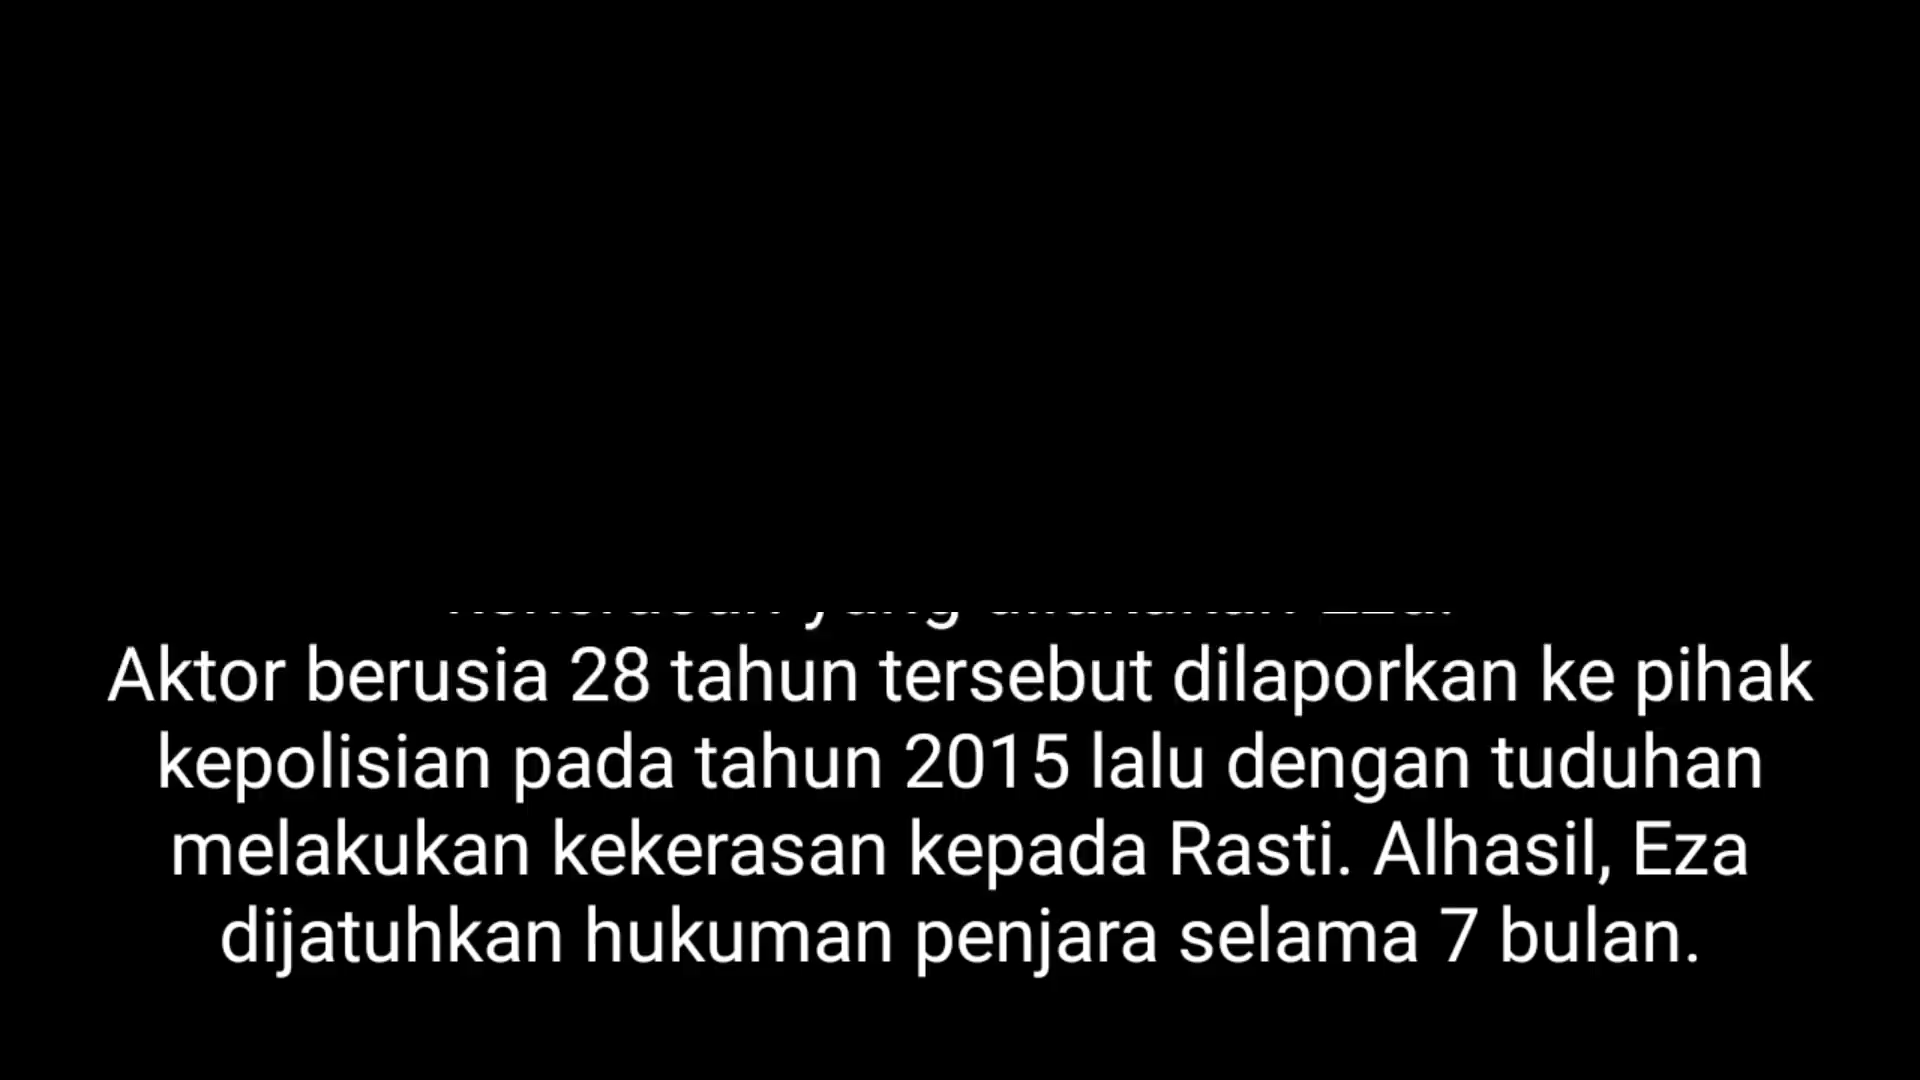 Aktor berusia 28 tahun tersebut dilaporkan ke pihak
kepolisian pada tahun 2015 lalu dengan tuduhan
melakukan kekerasan kepada Rasti. Alhasil, Eza
dijatuhkan hukuman penjara selama 7 bulan.